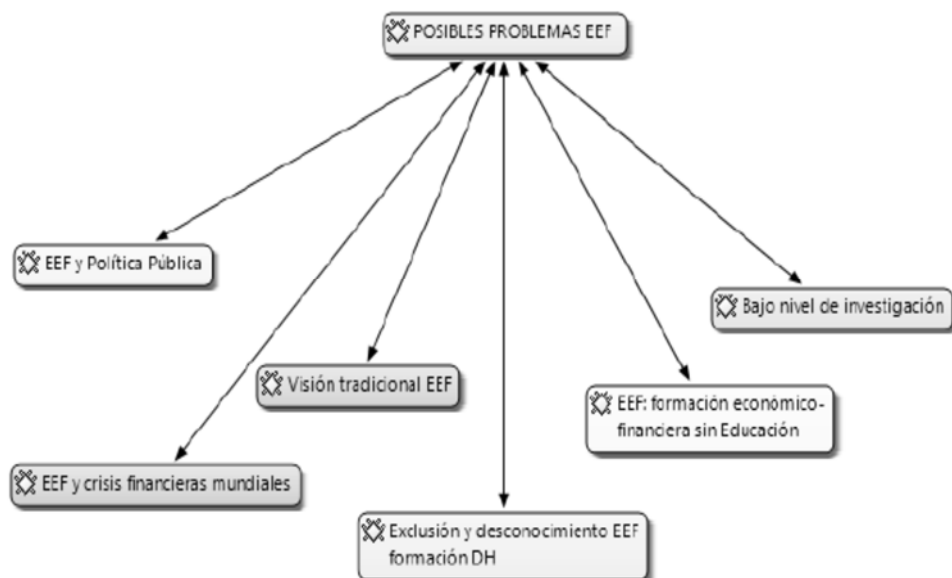 POSIBLES PROBLEMAS EEF
EEF y Política Pública
Bajo nivel de investigación
Visión tradicional EEF
EEF: formación económico-
financiera sin Educación
EEF y crisis financieras mundiales
Exclusión y desconocimiento EEF
formación DH